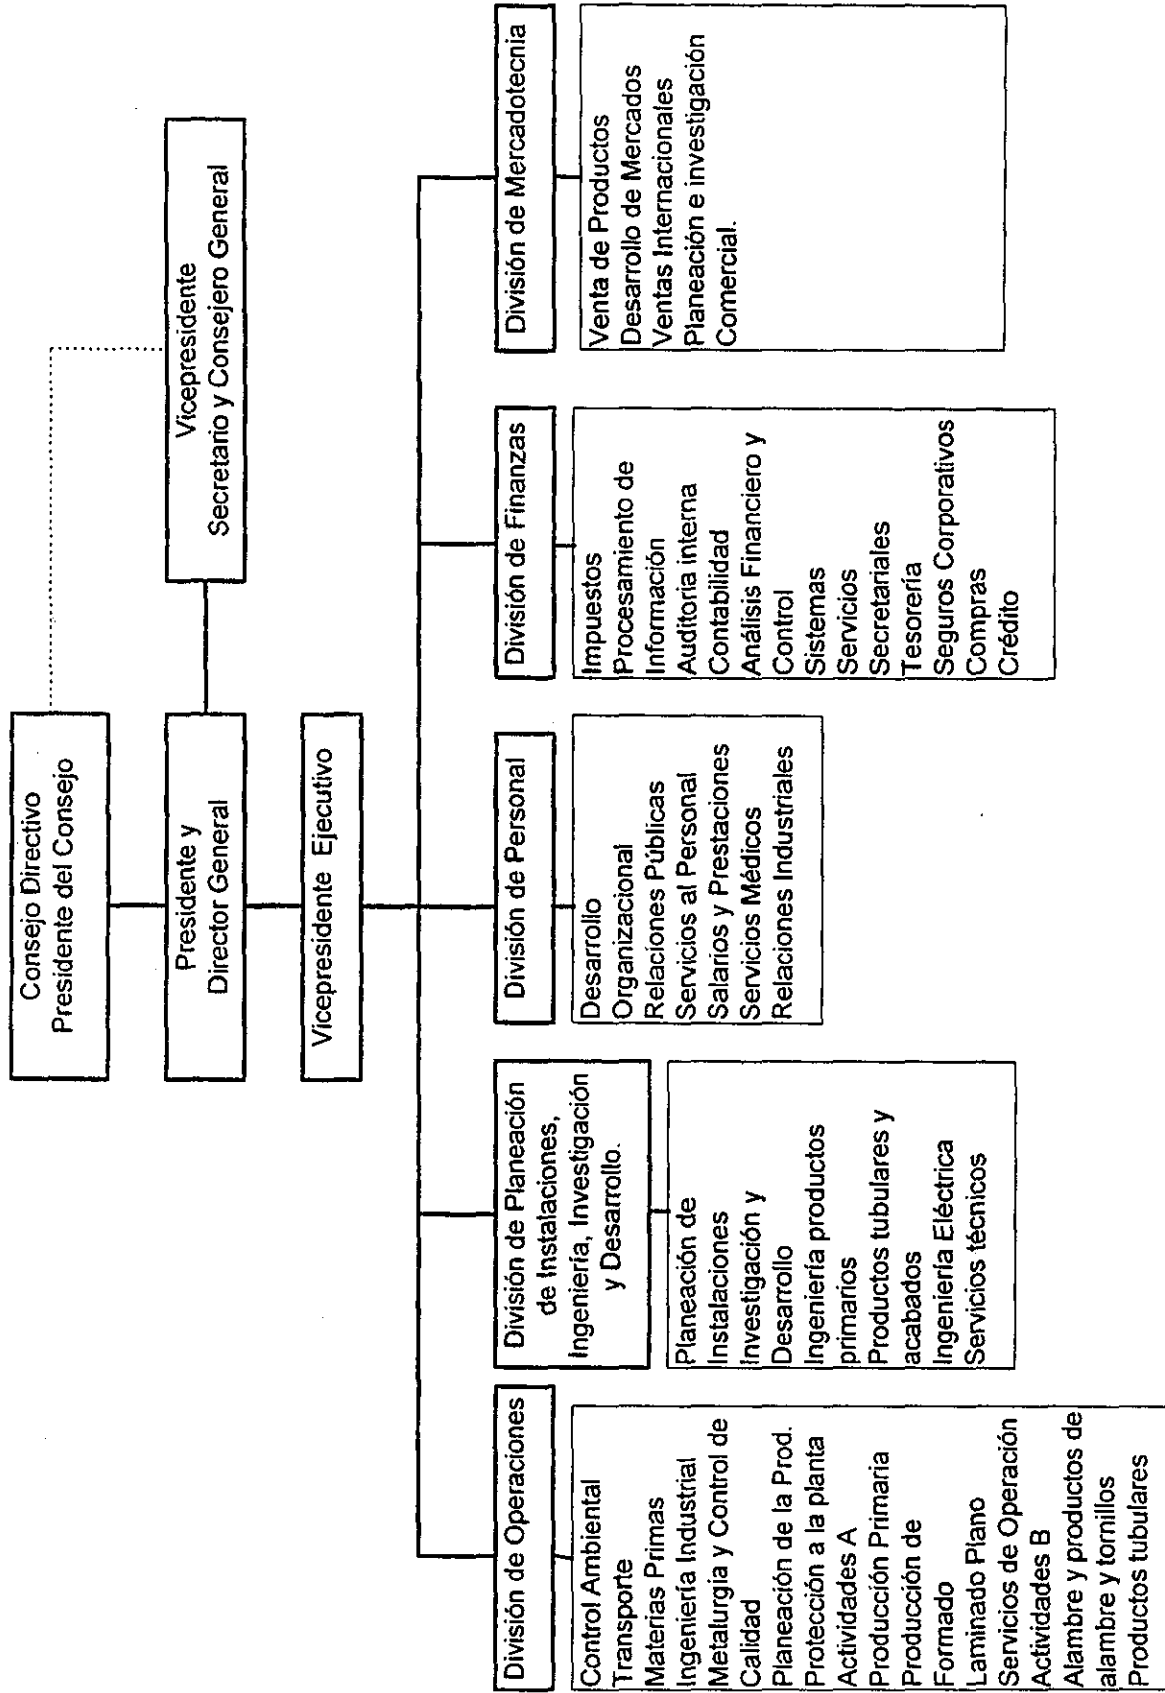 Consejo Directivo
Presidente del Consejo
Presidente y
Director General
Vicepresidente
Secretario y Consejero General
Vicepresidente Ejecutivo
División de Operaciones
Control Ambiental
Transporte
Materias Primas
Ingeniería Industrial
Metalurgia y Control de
Calidad
Planeación de la Prod.
Protección a la planta
Actividades A
Producción Primaria
Producción de
Formado
Laminado Plano
Servicios de Operación
Actividades B
Alambre y productos de
alambre y tornillos
Productos tubulares
División de Planeación
de Instalaciones,
Ingeniería, Investigación
y Desarrollo.
Planeación de
Instalaciones
Investigación y
Desarrollo
Ingeniería productos
primarios
Productos tubulares y
acabados
Ingeniería Eléctrica
Servicios técnicos
División de Personal
Desarrollo
Organizacional
Relaciones Públicas
Servicios al Personal
Salarios y Prestaciones
Servicios Médicos
Relaciones Industriales
División de Finanzas
Impuestos
Procesamiento de
Información
Auditoria interna
Contabilidad
Análisis Financiero y
Control
Sistemas
Servicios
Secretariales
Tesorería
Seguros Corporativos
Compras
Crédito
División de Mercadotecnia
Venta de Productos
Desarrollo de Mercados
Ventas Internacionales
Planeación e investigación
Comercial.